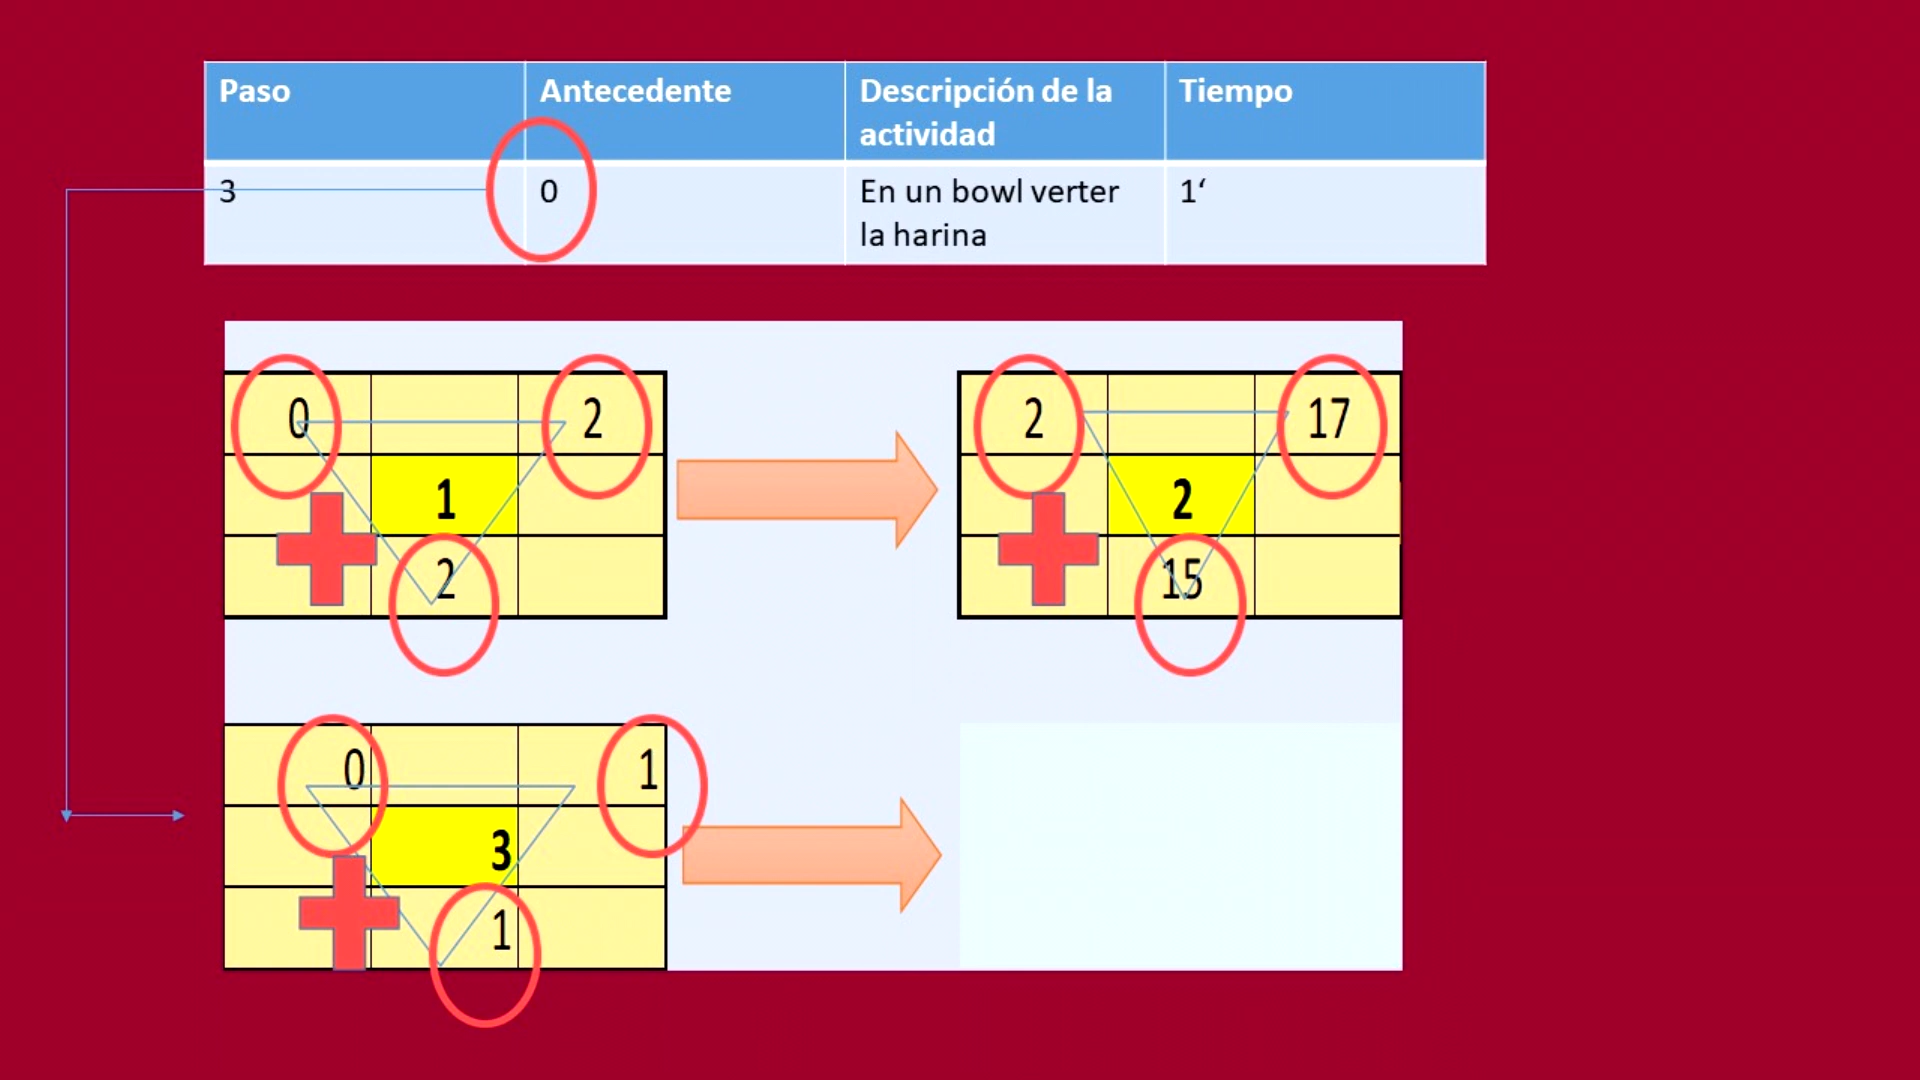 Paso Antecedente Descripción de la Tiempo
actividad
3 0 En un bowl verter 1‘
la harina
0 2 2 17
1 2
2 15
0 1
3
1